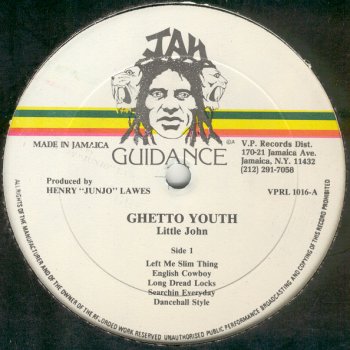 JAH
GUIDANCE
MADE IN JAMAICA
V.P. Records Dist.
170-21 Jamaica Ave.
Jamaica, N.Y. 11432
(212) 291-7058
Produced by
HENRY "JUNJO" LAWES
VPRL 1016-A
GHETTO YOUTH
Little John
Side 1
Left Me Slim Thing
English Cowboy
Long Dread Locks
Searchin Everyday
Dancehall Style
ALL RIGHTS OF THE MANUFACTURER AND OF THE OWNER OF THE RECORDED WORK RESERVED UNAUTHORISED PUBLIC PERFORMANCE BROADCASTING AND COPYING OF THIS RECORD PROHIBITED